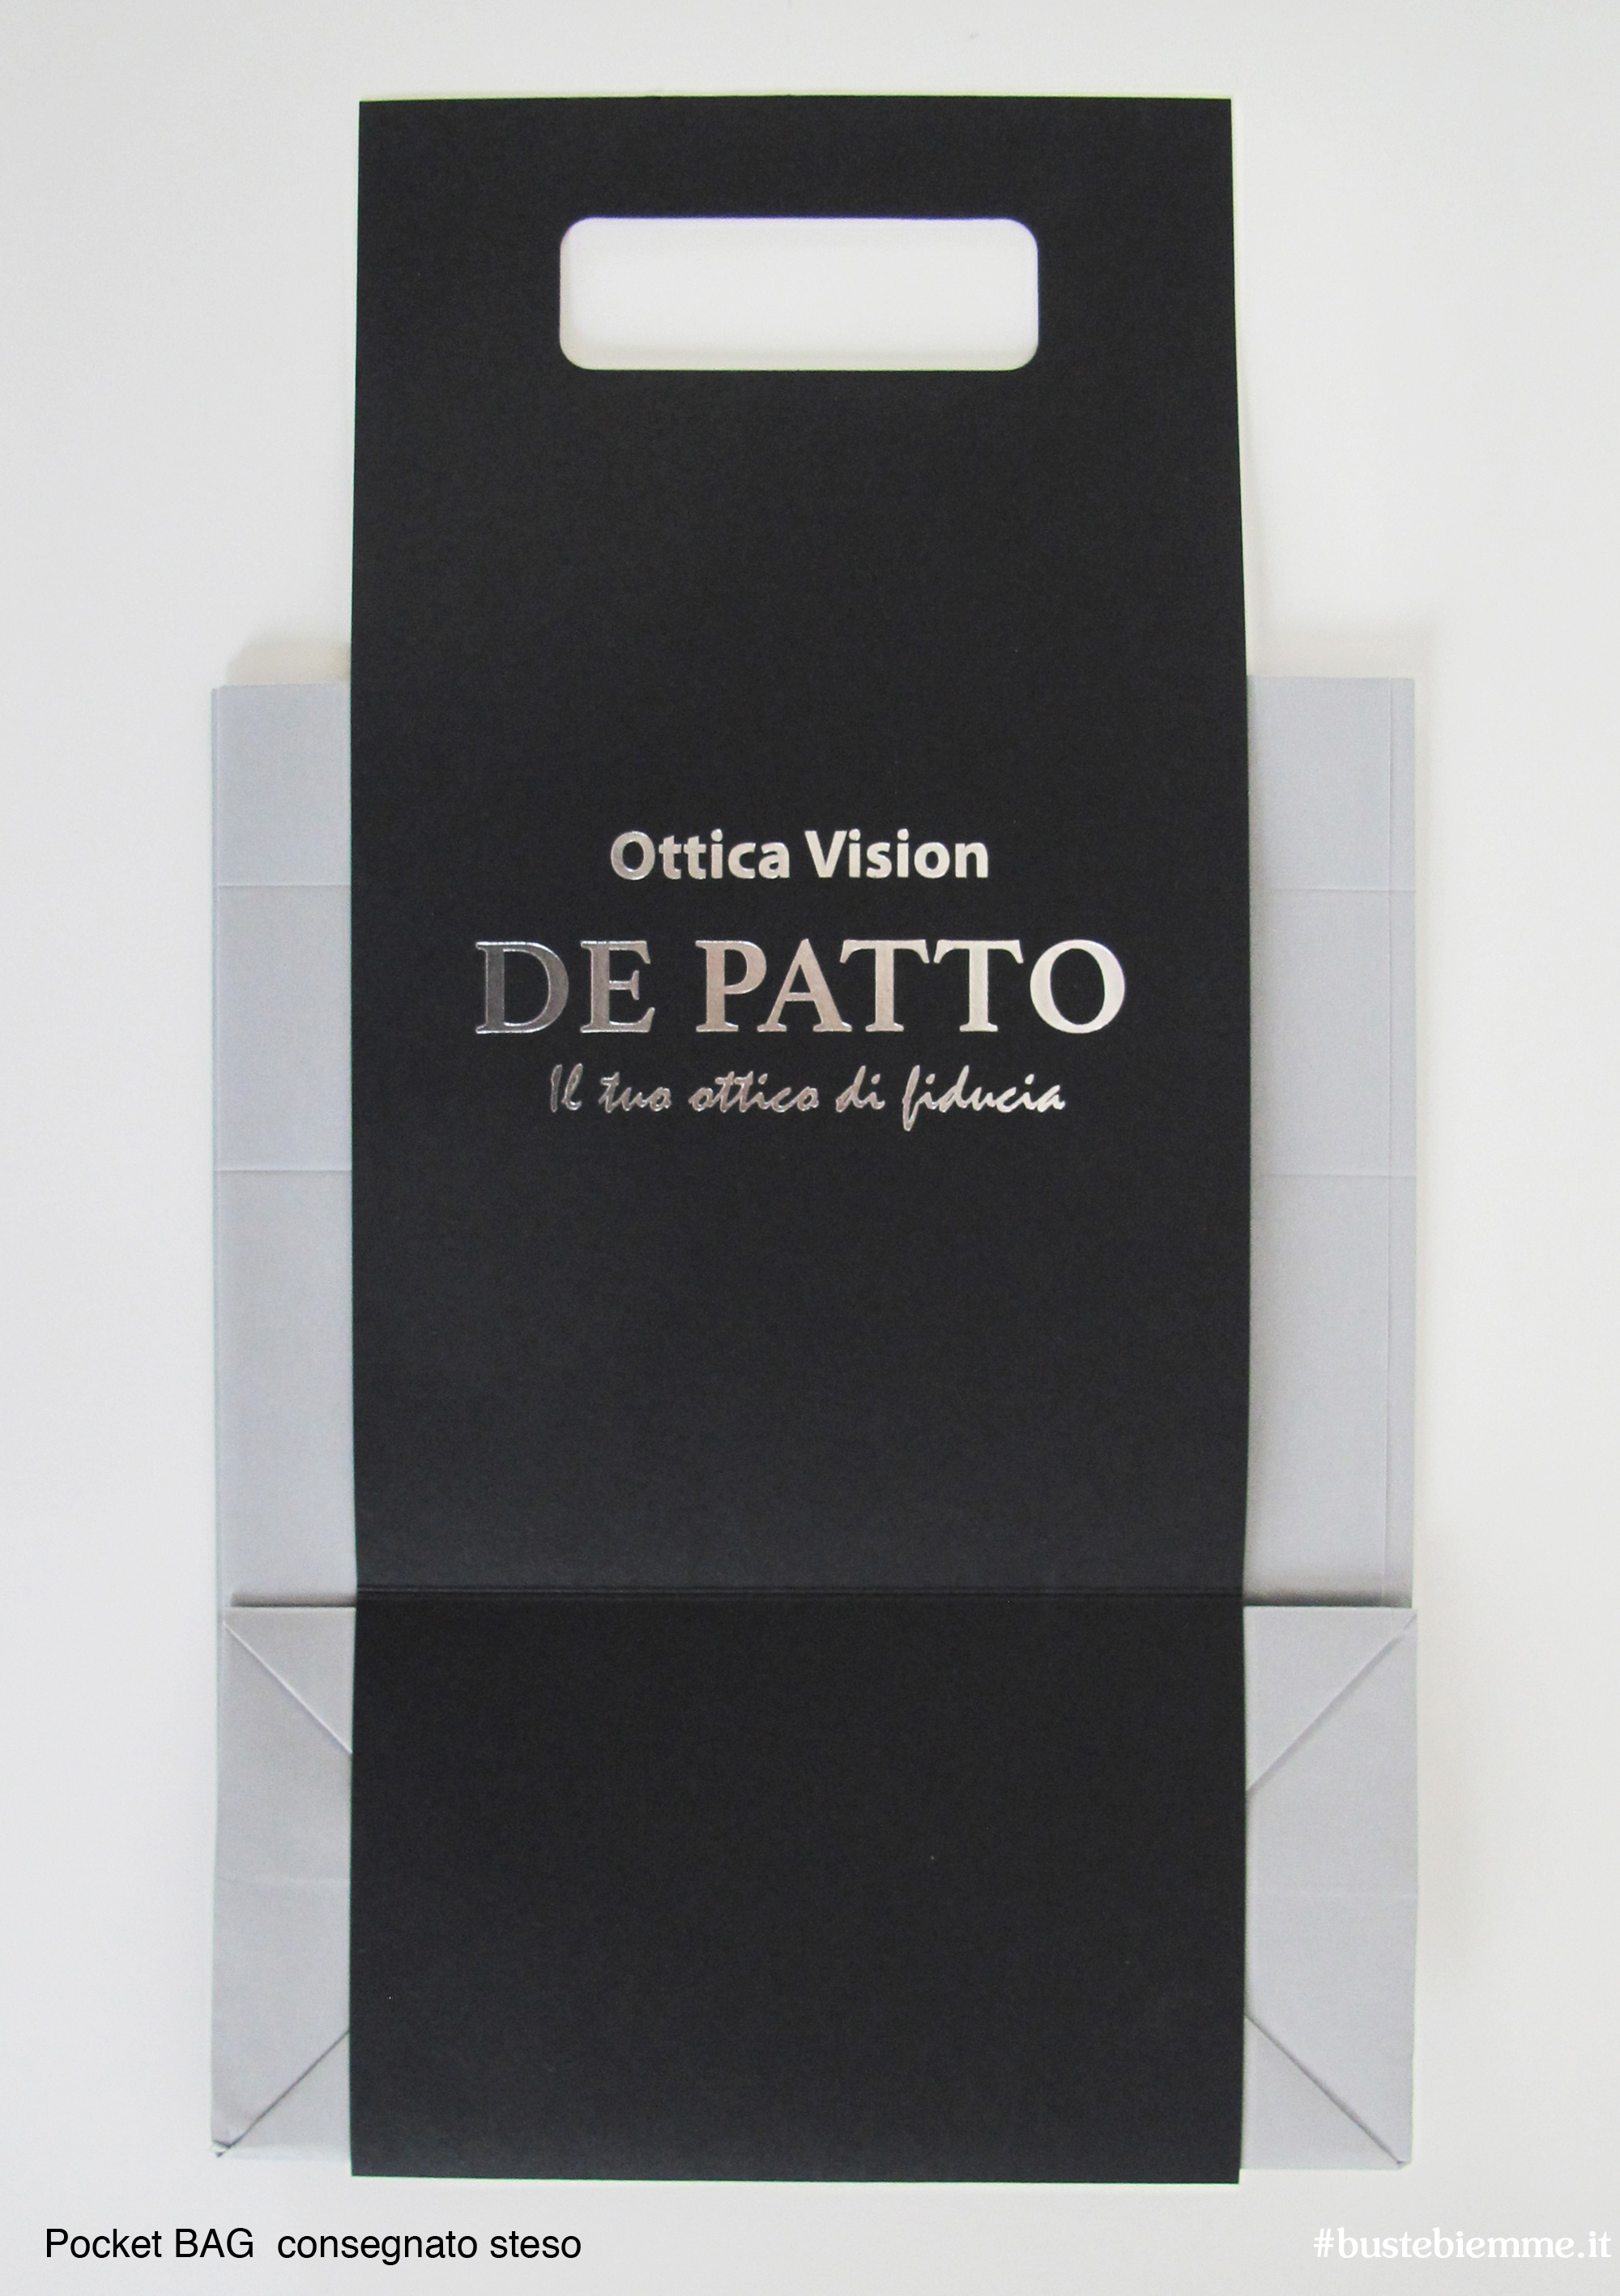 Ottica Vision
DE PATTO
Il tuo ottico di fiducia
Pocket BAG consegnato steso
#bustebiemme.it